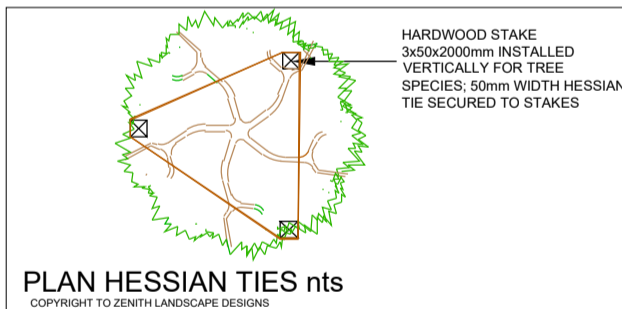 HARDWOOD STAKE
3x50x2000mm INSTALLED
VERTICALLY FOR TREE
SPECIES; 50mm WIDTH HESSIAN
TIE SECURED TO STAKES
PLAN HESSIAN TIES nts
COPYRIGHT TO ZENITH LANDSCAPE DESIGNS